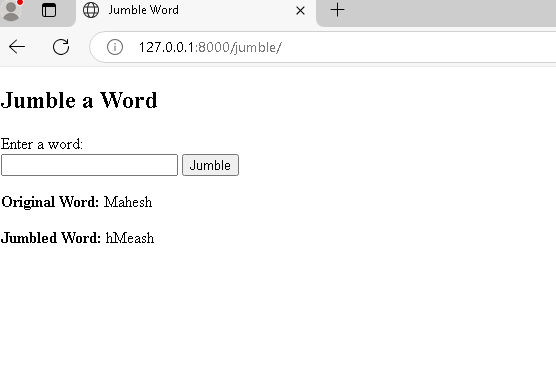 Jumble Word
127.0.0.1:8000/jumble/
Jumble a Word
Enter a word:
Jumble
Original Word: Mahesh
Jumbled Word: hMeash